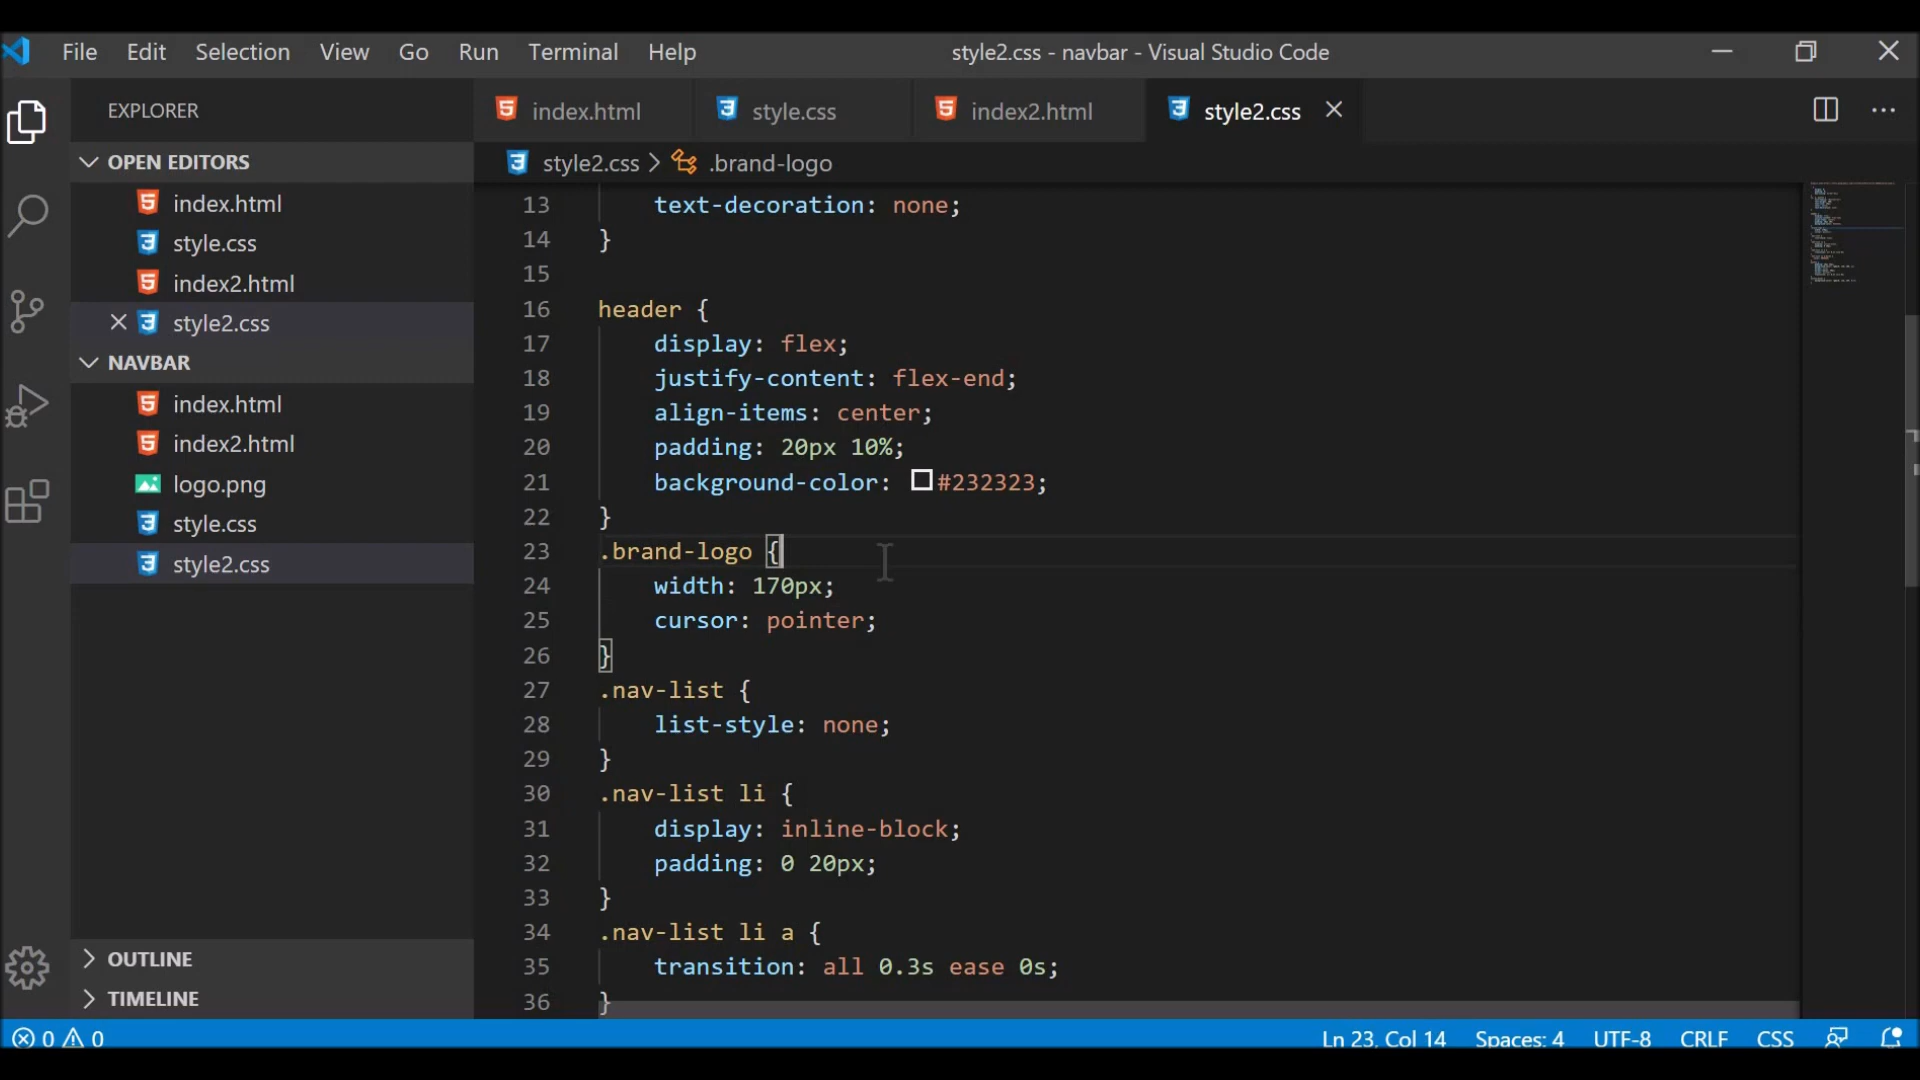 File Edit Selection View Go Run Terminal Help style2.css - navbar - Visual Studio Code
EXPLORER
OPEN EDITORS
index.html
style.css
index2.html
style2.css
NAVBAR
index.html
index2.html
logo.png
style.css
style2.css
OUTLINE
TIMELINE
index.html style.css index2.html style2.css
style2.css > .brand-logo
13 text-decoration: none;
14 }
15
16 header {
17 display: flex;
18 justify-content: flex-end;
19 align-items: center;
20 padding: 20px 10%;
21 background-color: #232323;
22 }
23 .brand-logo {
24 width: 170px;
25 cursor: pointer;
26 }
27 .nav-list {
28 list-style: none;
29 }
30 .nav-list li {
31 display: inline-block;
32 padding: 0 20px;
33 }
34 .nav-list li a {
35 transition: all 0.3s ease 0s;
36 }
0 0 Ln 23, Col 14 Spaces: 4 UTF-8 CRLF CSS